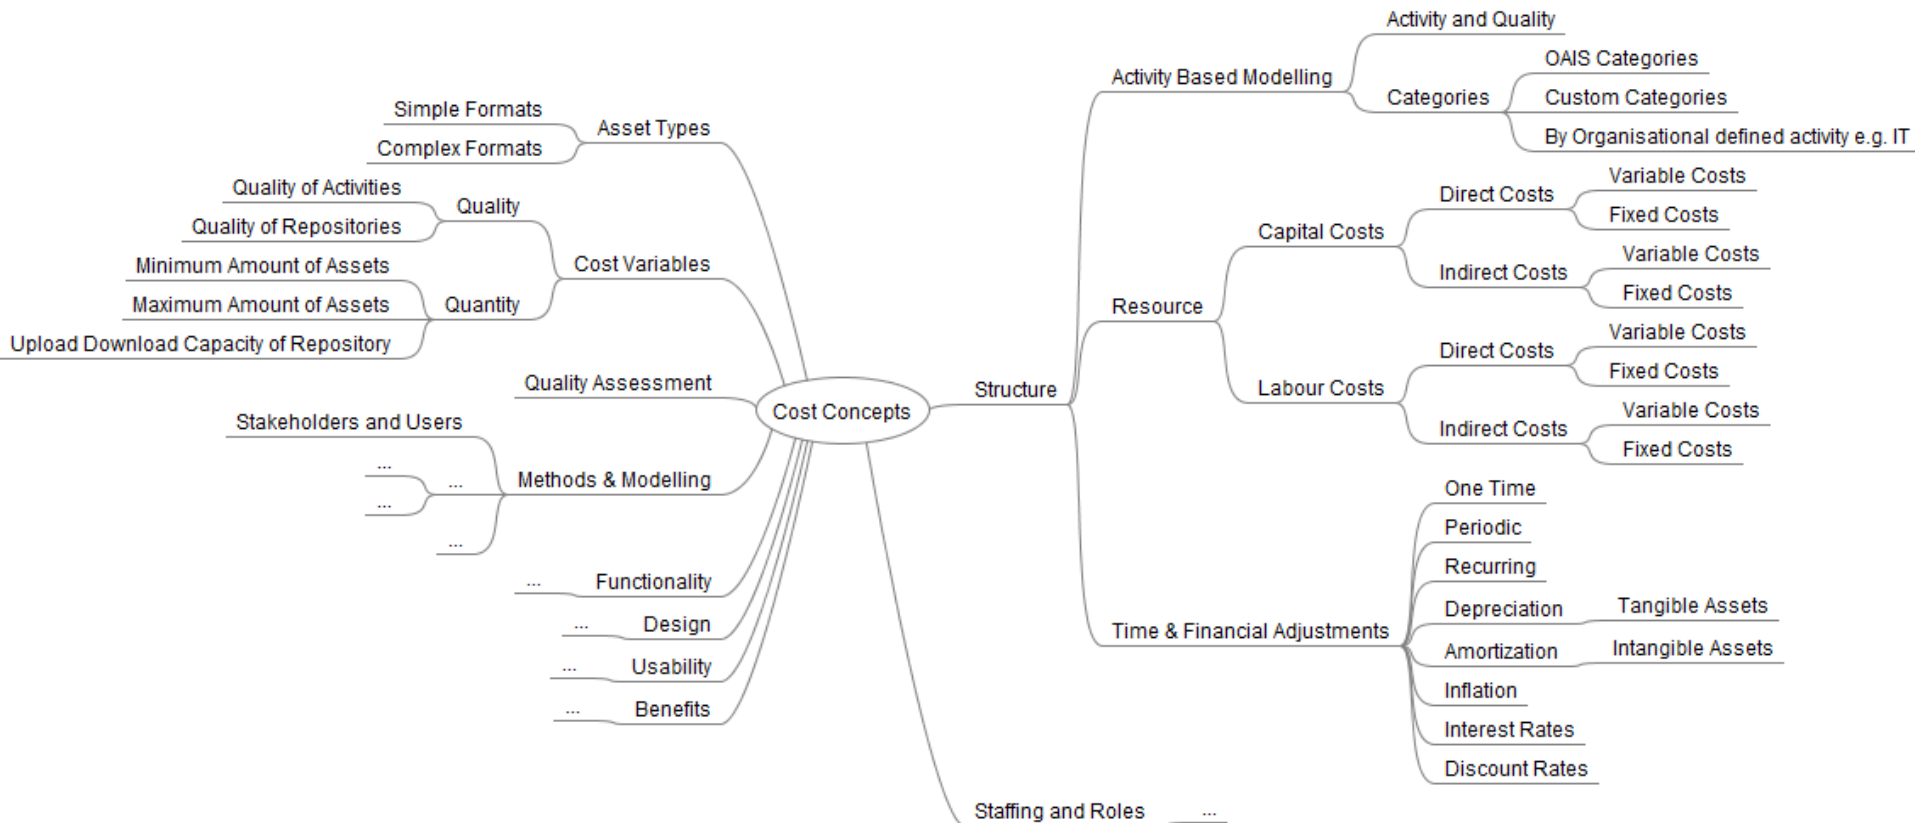 Cost Concepts
Asset Types
Simple Formats
Complex Formats
Cost Variables
Quality
Quality of Activities
Quality of Repositories
Quantity
Minimum Amount of Assets
Maximum Amount of Assets
Upload Download Capacity of Repository
Quality Assessment
Methods & Modelling
Stakeholders and Users
...
...
...
...
Functionality
...
Design
...
Usability
...
Benefits
...
Structure
Activity Based Modelling
Activity and Quality
Categories
OAIS Categories
Custom Categories
By Organisational defined activity e.g. IT
Resource
Capital Costs
Direct Costs
Variable Costs
Fixed Costs
Indirect Costs
Variable Costs
Fixed Costs
Labour Costs
Direct Costs
Variable Costs
Fixed Costs
Indirect Costs
Variable Costs
Fixed Costs
Time & Financial Adjustments
One Time
Periodic
Recurring
Depreciation
Tangible Assets
Amortization
Intangible Assets
Inflation
Interest Rates
Discount Rates
Staffing and Roles
...